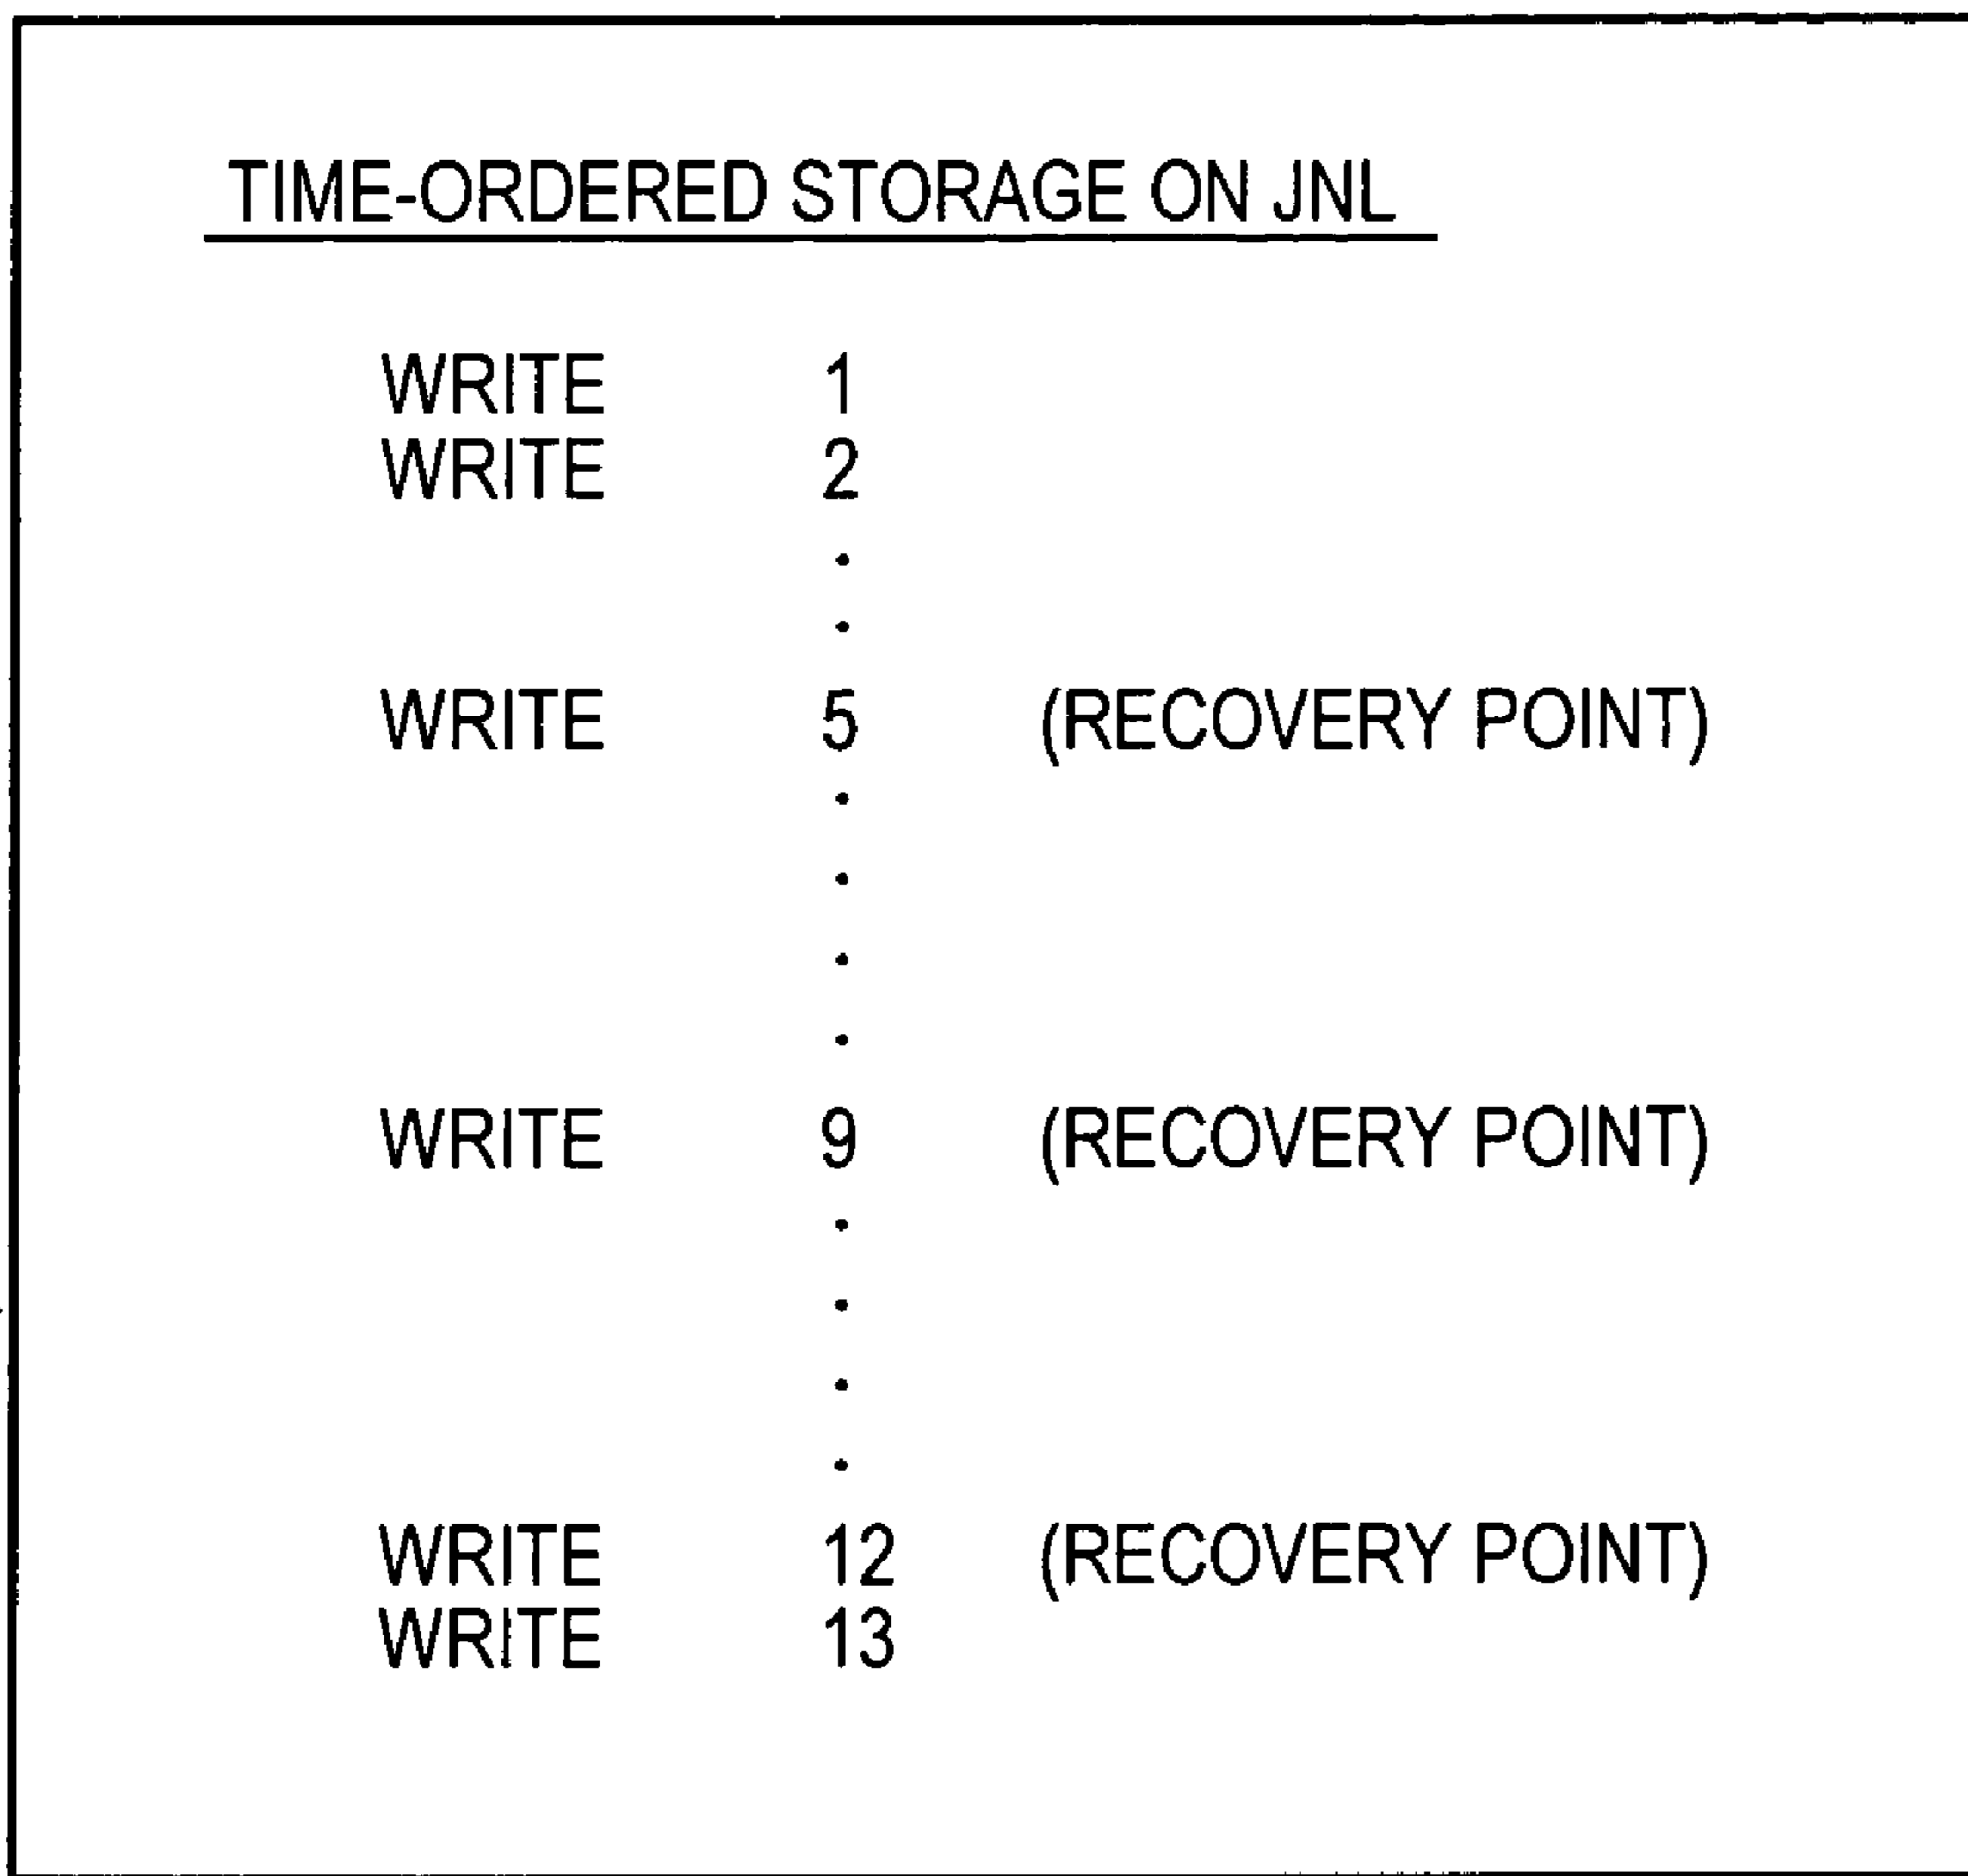 TIME-ORDERED STORAGE ON JNL
WRITE 1
WRITE 2
.
.
WRITE 5 (RECOVERY POINT)
.
.
.
.
WRITE 9 (RECOVERY POINT)
.
.
.
.
WRITE 12 (RECOVERY POINT)
WRITE 13